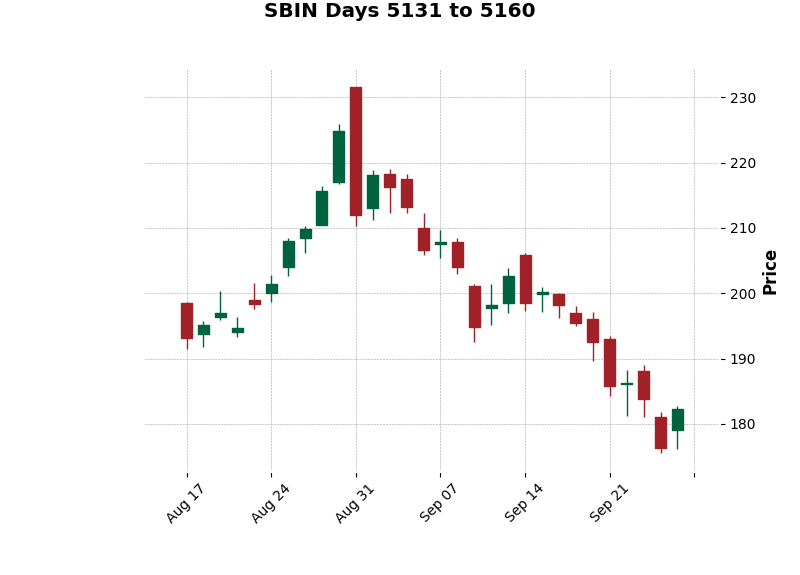 SBIN Days 5131 to 5160
230
220
210
200
190
180
Price
Aug 17
Aug 24
Aug 31
Sep 07
Sep 14
Sep 21